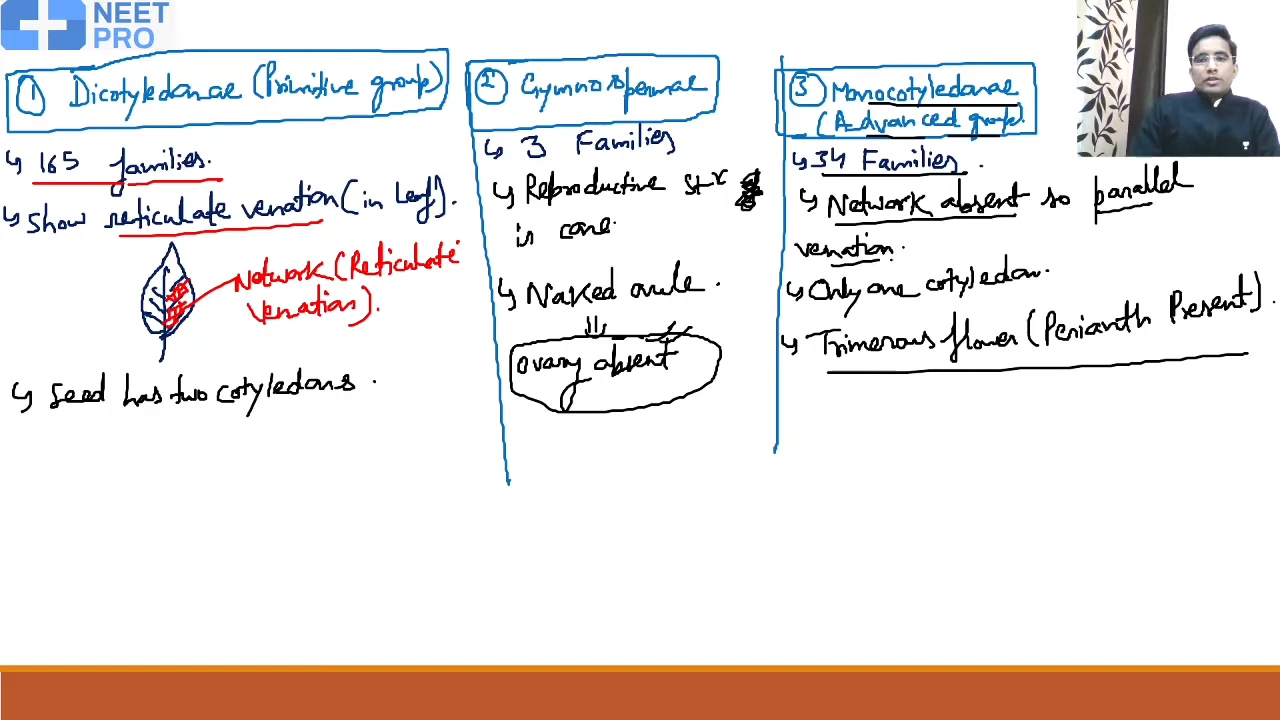 NEET
PRO
① Dicotyledonae (Primitive group)
↳ 165 families.
↳ Show reticulate venation (in leaf).
Network (Reticulate
venation).
↳ Seed has two cotyledons.
② Gymnospermae
↳ 3 Families
↳ Reproductive str
is cone
↳ Naked ovule.
ovary absent
③ Monocotyledonae
(Advanced group).
↳ 34 Families.
↳ Network absent so parallel
venation.
↳ Only one cotyledon.
↳ Trimerous flower (Perianth Present).